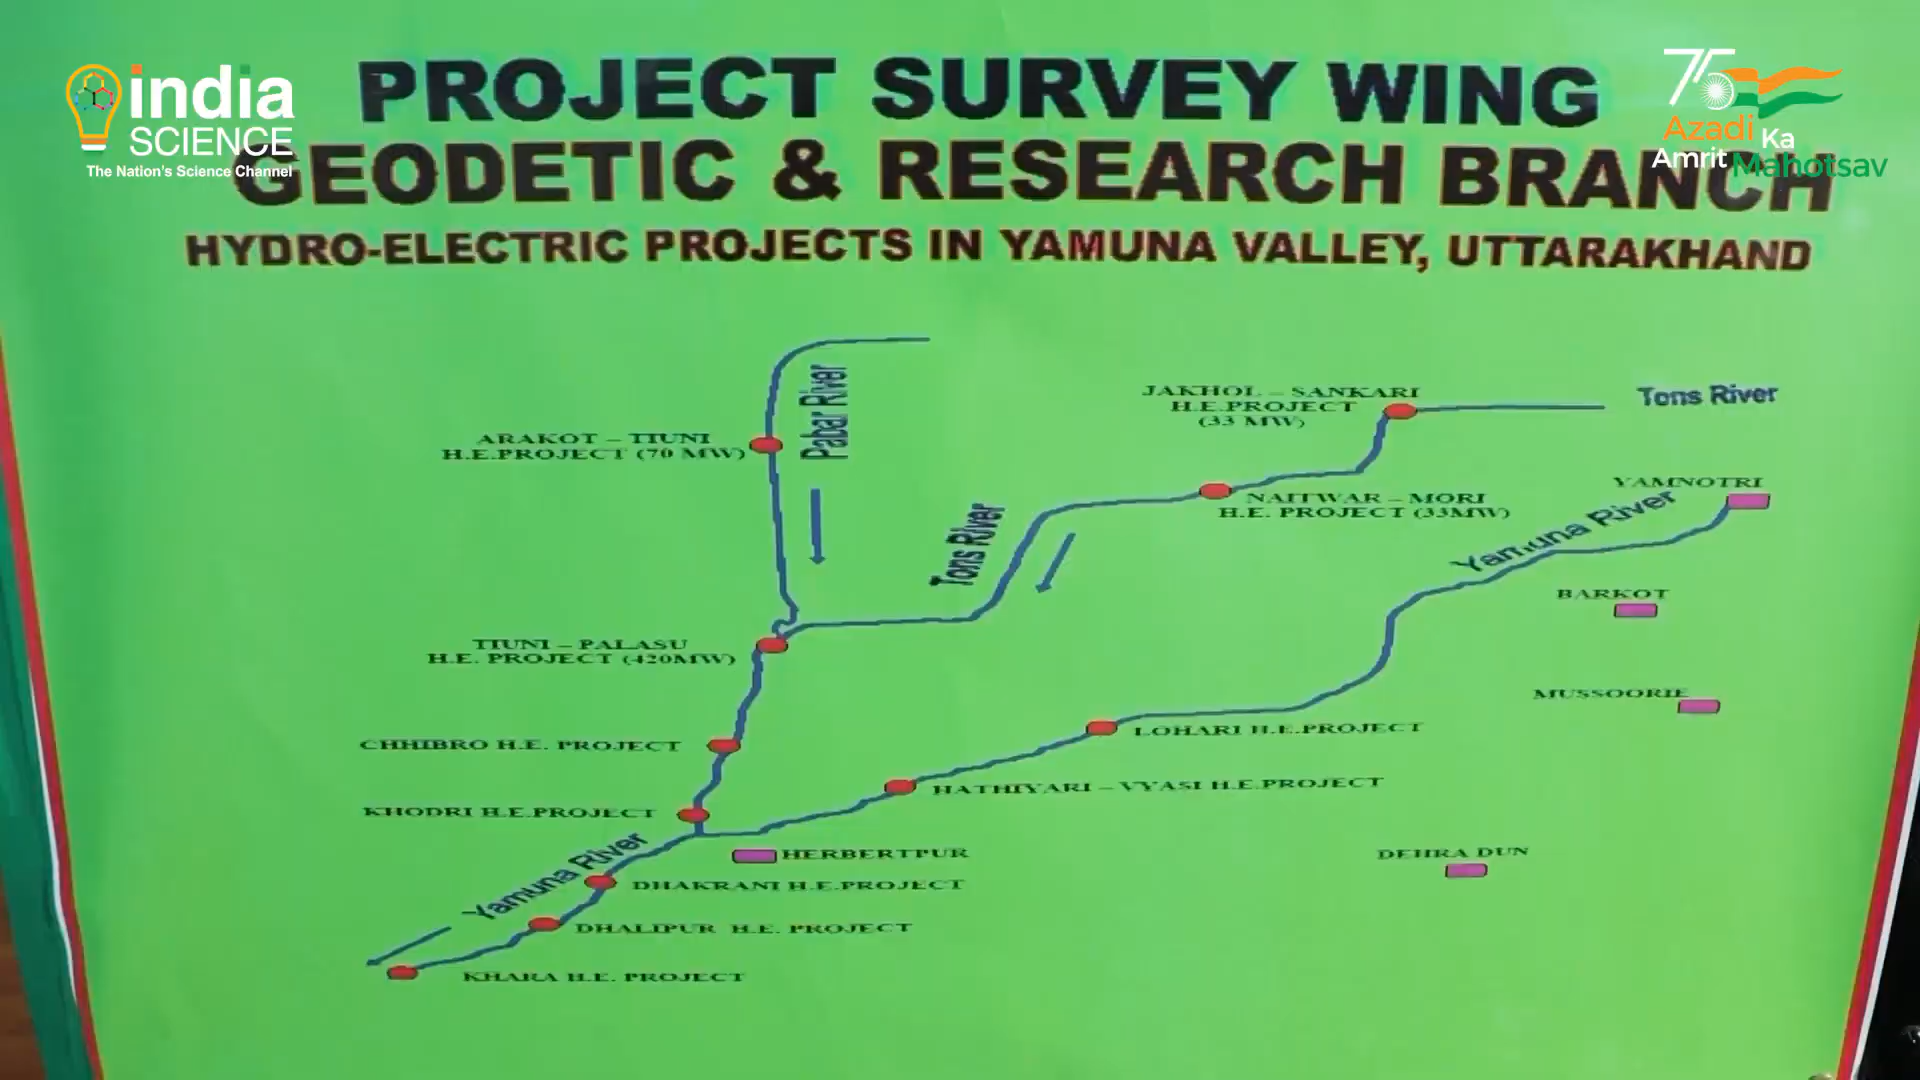 india
SCIENCE
The Nation's Science Channel
75
Azadi Ka
Amrit Mahotsav
PROJECT SURVEY WING
GEODETIC & RESEARCH BRANCH
HYDRO-ELECTRIC PROJECTS IN YAMUNA VALLEY, UTTARAKHAND
Pabar River
JAKHOL – SANKARI
H.E.PROJECT
(33 MW)
Tons River
ARAKOT – TIUNI
H.E.PROJECT (70 MW)
NAITWAR – MORI
H.E. PROJECT (33MW)
YAMNOTRI
Yamuna River
Tons River
BARKOT
TIUNI – PALASU
H.E. PROJECT (420MW)
MUSSOORIE
LOHARI H.E.PROJECT
CHHIBRO H.E. PROJECT
HATHIYARI – VYASI H.E.PROJECT
KHODRI H.E.PROJECT
HERBERTPUR
DEHRA DUN
Yamuna River
DHAKRANI H.E.PROJECT
DHALIPUR H.E. PROJECT
KHARA H.E. PROJECT